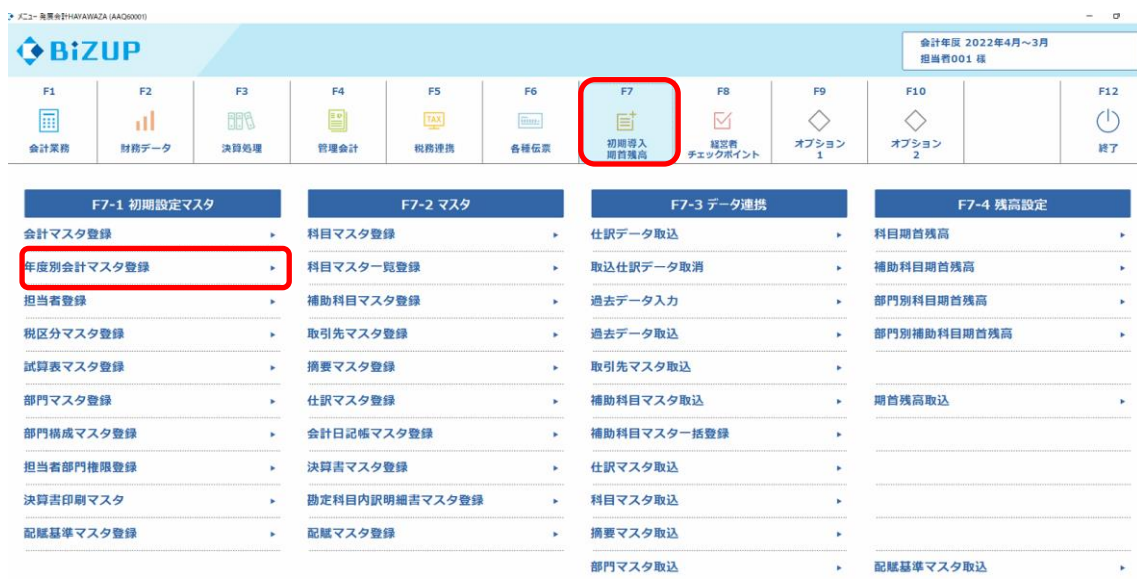 メニュー 発展会計HAYAWAZA (AAQ60001)
BiZUP
会計年度 2022年4月～3月
担当者001 様
F1 F2 F3 F4 F5 F6 F7 F8 F9 F10 F12
TAX
会計業務 財務データ 決算処理 管理会計 税務連携 各種伝票 初期導入 経営者 オプション オプション 終了
期首残高 チェックポイント 1 2
F7-1 初期設定マスタ F7-2 マスタ F7-3 データ連携 F7-4 残高設定
会計マスタ登録 科目マスタ登録 仕訳データ取込 科目期首残高
年度別会計マスタ登録 科目マスタ一覧登録 取込仕訳データ取消 補助科目期首残高
担当者登録 補助科目マスタ登録 過去データ入力 部門別科目期首残高
税区分マスタ登録 取引先マスタ登録 過去データ取込 部門別補助科目期首残高
試算表マスタ登録 摘要マスタ登録 取引先マスタ取込
部門マスタ登録 仕訳マスタ登録 補助科目マスタ取込 期首残高取込
部門構成マスタ登録 会計日記帳マスタ登録 補助科目マスタ一括登録
担当者部門権限登録 決算書マスタ登録 仕訳マスタ取込
決算書印刷マスタ 勘定科目内訳明細書マスタ登録 科目マスタ取込
配賦基準マスタ登録 配賦マスタ登録 摘要マスタ取込
部門マスタ取込 配賦基準マスタ取込